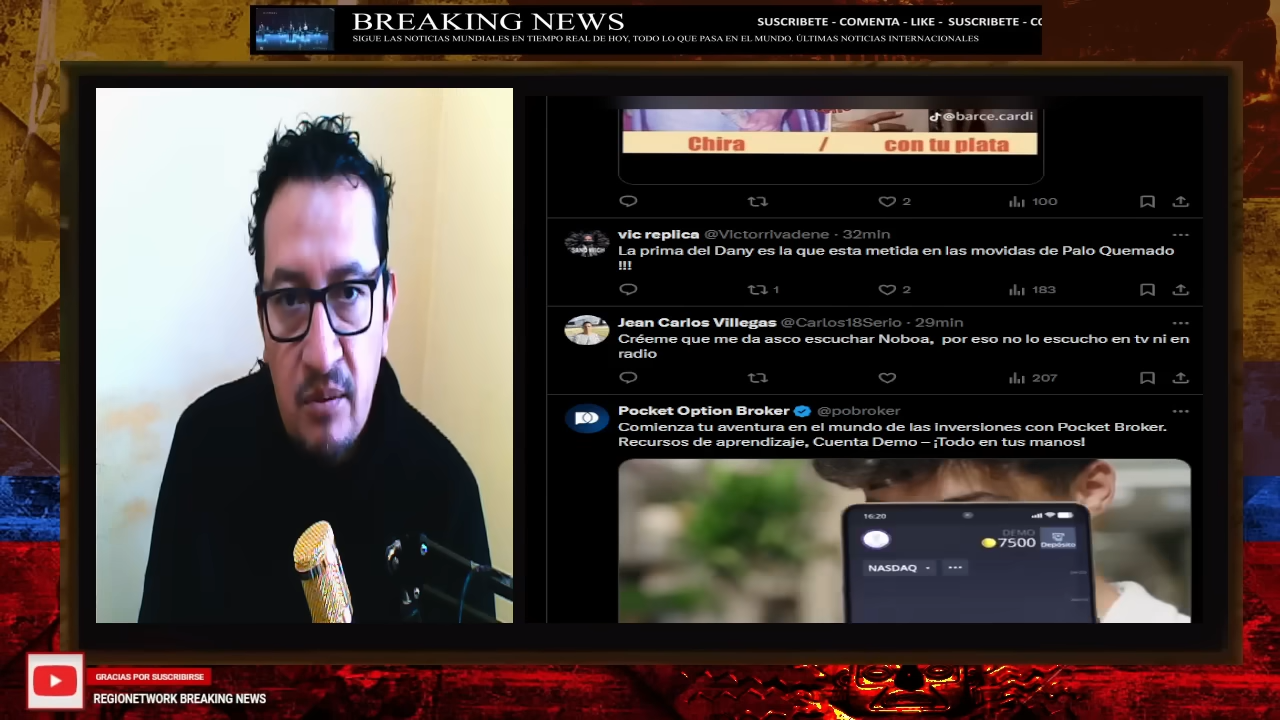 BREAKING NEWS
SUSCRIBETE - COMENTA - LIKE - SUSCRIBETE - CO
SIGUE LAS NOTICIAS MUNDIALES EN TIEMPO REAL DE HOY, TODO LO QUE PASA EN EL MUNDO. ÚLTIMAS NOTICIAS INTERNACIONALES
@barce.cardi
Chira / con tu plata
2 100
vic replica @Victorrivadene · 32min
La prima del Dany es la que esta metida en las movidas de Palo Quemado
!!!
1 2 183
Jean Carlos Villegas @Carlos18Serio · 29min
Créeme que me da asco escuchar Noboa, por eso no lo escucho en tv ni en
radio
207
Pocket Option Broker @pobroker
Comienza tu aventura en el mundo de las inversiones con Pocket Broker.
Recursos de aprendizaje, Cuenta Demo – ¡Todo en tus manos!
16:20
DEMO
7500
Depósito
NASDAQ
GRACIAS POR SUSCRIBIRSE
REGIONETWORK BREAKING NEWS